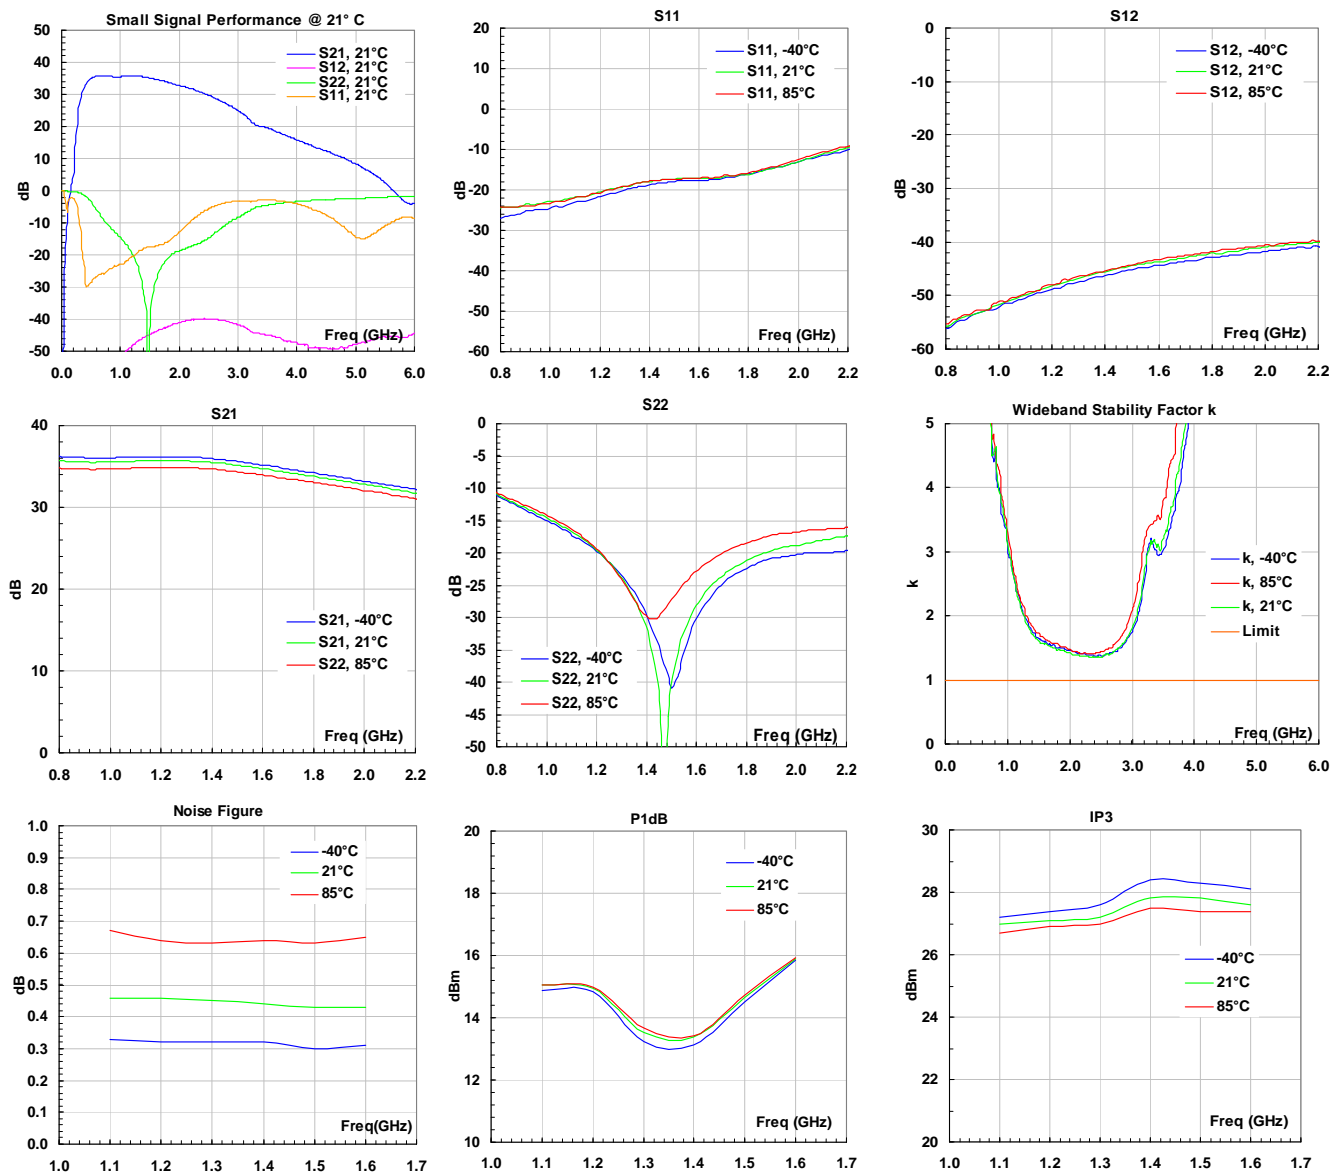 Small Signal Performance @ 21° C
50
40
30
20
10
0
-10
-20
-30
-40
-50
dB
S21, 21°C
S12, 21°C
S22, 21°C
S11, 21°C
Freq (GHz)
0.0 1.0 2.0 3.0 4.0 5.0 6.0
S11
20
10
0
-10
-20
-30
-40
-50
-60
dB
S11, -40°C
S11, 21°C
S11, 85°C
Freq (GHz)
0.8 1.0 1.2 1.4 1.6 1.8 2.0 2.2
S12
0
-10
-20
-30
-40
-50
-60
dB
S12, -40°C
S12, 21°C
S12, 85°C
Freq (GHz)
0.8 1.0 1.2 1.4 1.6 1.8 2.0 2.2
S21
40
30
20
10
0
dB
S21, -40°C
S21, 21°C
S22, 85°C
Freq (GHz)
0.8 1.0 1.2 1.4 1.6 1.8 2.0 2.2
S22
0
-5
-10
-15
-20
-25
-30
-35
-40
-45
-50
dB
S22, -40°C
S22, 21°C
S22, 85°C
Freq (GHz)
0.8 1.0 1.2 1.4 1.6 1.8 2.0 2.2
Wideband Stability Factor k
5
4
3
2
1
0
k
k, -40°C
k, 85°C
k, 21°C
Limit
Freq (GHz)
0.0 1.0 2.0 3.0 4.0 5.0 6.0
Noise Figure
1.0
0.9
0.8
0.7
0.6
0.5
0.4
0.3
0.2
0.1
0.0
dB
-40°C
21°C
85°C
Freq(GHz)
1.0 1.1 1.2 1.3 1.4 1.5 1.6 1.7
P1dB
20
18
16
14
12
10
dBm
-40°C
21°C
85°C
Freq (GHz)
1.0 1.1 1.2 1.3 1.4 1.5 1.6 1.7
IP3
30
28
26
24
22
20
dBm
-40°C
21°C
85°C
Freq (GHz)
1.0 1.1 1.2 1.3 1.4 1.5 1.6 1.7